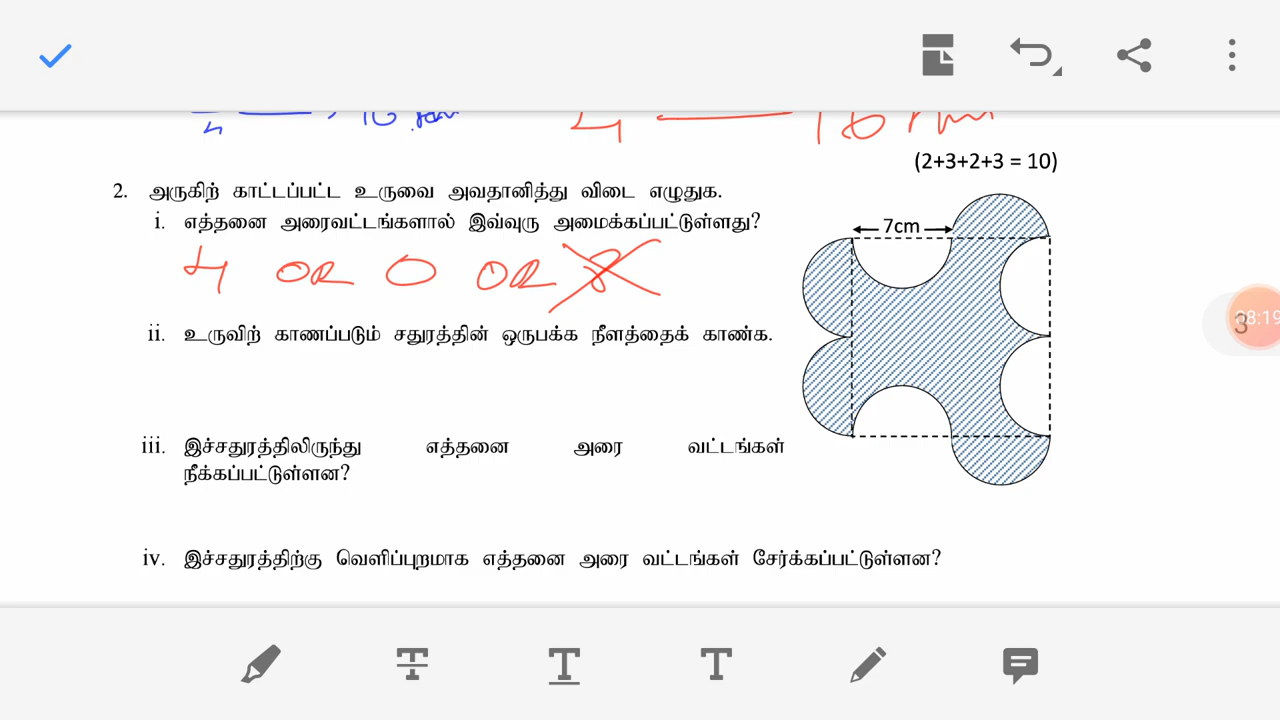 4 16
(2+3+2+3 = 10)
2. அருகிற் காட்டப்பட்ட உருவை அவதானித்து விடை எழுதுக.
i. எத்தனை அரைவட்டங்களால் இவ்வுரு அமைக்கப்பட்டுள்ளது?
7cm
4 OR 0 OR 8
ii. உருவிற் காணப்படும் சதுரத்தின் ஒருபக்க நீளத்தைக் காண்க.
3
iii. இச்சதுரத்திலிருந்து எத்தனை அரை வட்டங்கள்
நீக்கப்பட்டுள்ளன?
iv. இச்சதுரத்திற்கு வெளிப்புறமாக எத்தனை அரை வட்டங்கள் சேர்க்கப்பட்டுள்ளன?